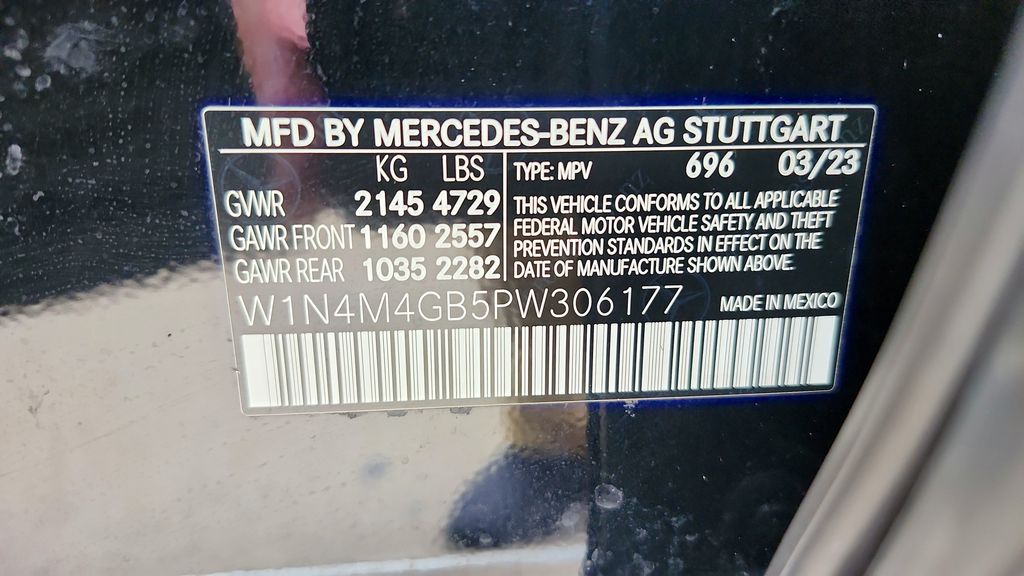 MFD BY MERCEDES-BENZ AG STUTTGART
KG LBS
GVWR 2145 4729
GAWR FRONT 1160 2557
GAWR REAR 1035 2282
TYPE: MPV 696 03/23
THIS VEHICLE CONFORMS TO ALL APPLICABLE
FEDERAL MOTOR VEHICLE SAFETY AND THEFT
PREVENTION STANDARDS IN EFFECT ON THE
DATE OF MANUFACTURE SHOWN ABOVE.
W1N4M4GB5PW306177 MADE IN MEXICO